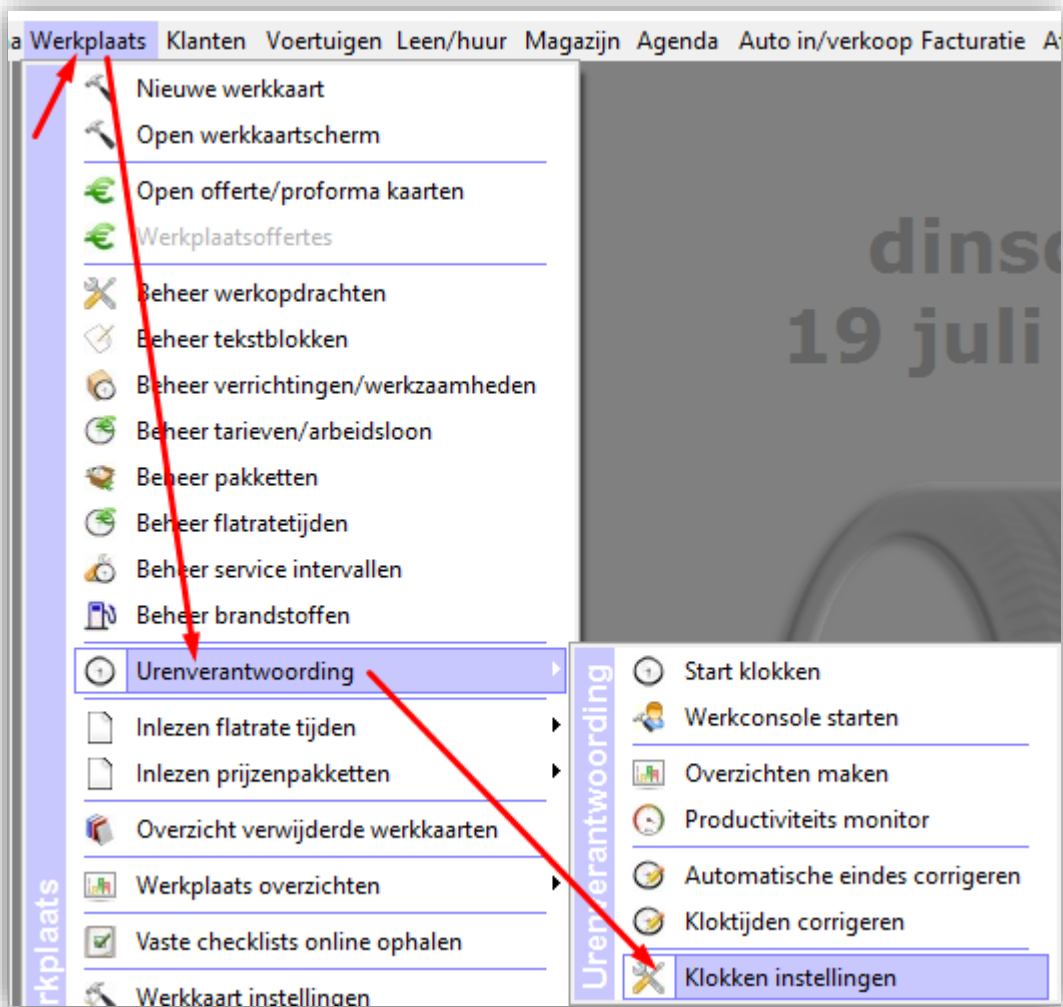 a Werkplaats Klanten Voertuigen Leen/huur Magazijn Agenda Auto in/verkoop Facturatie A
Nieuwe werkkaart
Open werkkaartscherm
Open offerte/proforma kaarten
Werkplaatsoffertes
Beheer werkopdrachten
Beheer tekstblokken
Beheer verrichtingen/werkzaamheden
Beheer tarieven/arbeidsloon
Beheer pakketten
Beheer flatratetijden
Beheer service intervallen
Beheer brandstoffen
Urenverantwoording
Inlezen flatrate tijden
Inlezen prijzenpakketten
Overzicht verwijderde werkkaarten
Werkplaats overzichten
Vaste checklists online ophalen
Werkkaart instellingen
rkplaats
dinsd
19 juli
Urenverantwoording
Start klokken
Werkconsole starten
Overzichten maken
Productiviteits monitor
Automatische eindes corrigeren
Kloktijden corrigeren
Klokken instellingen